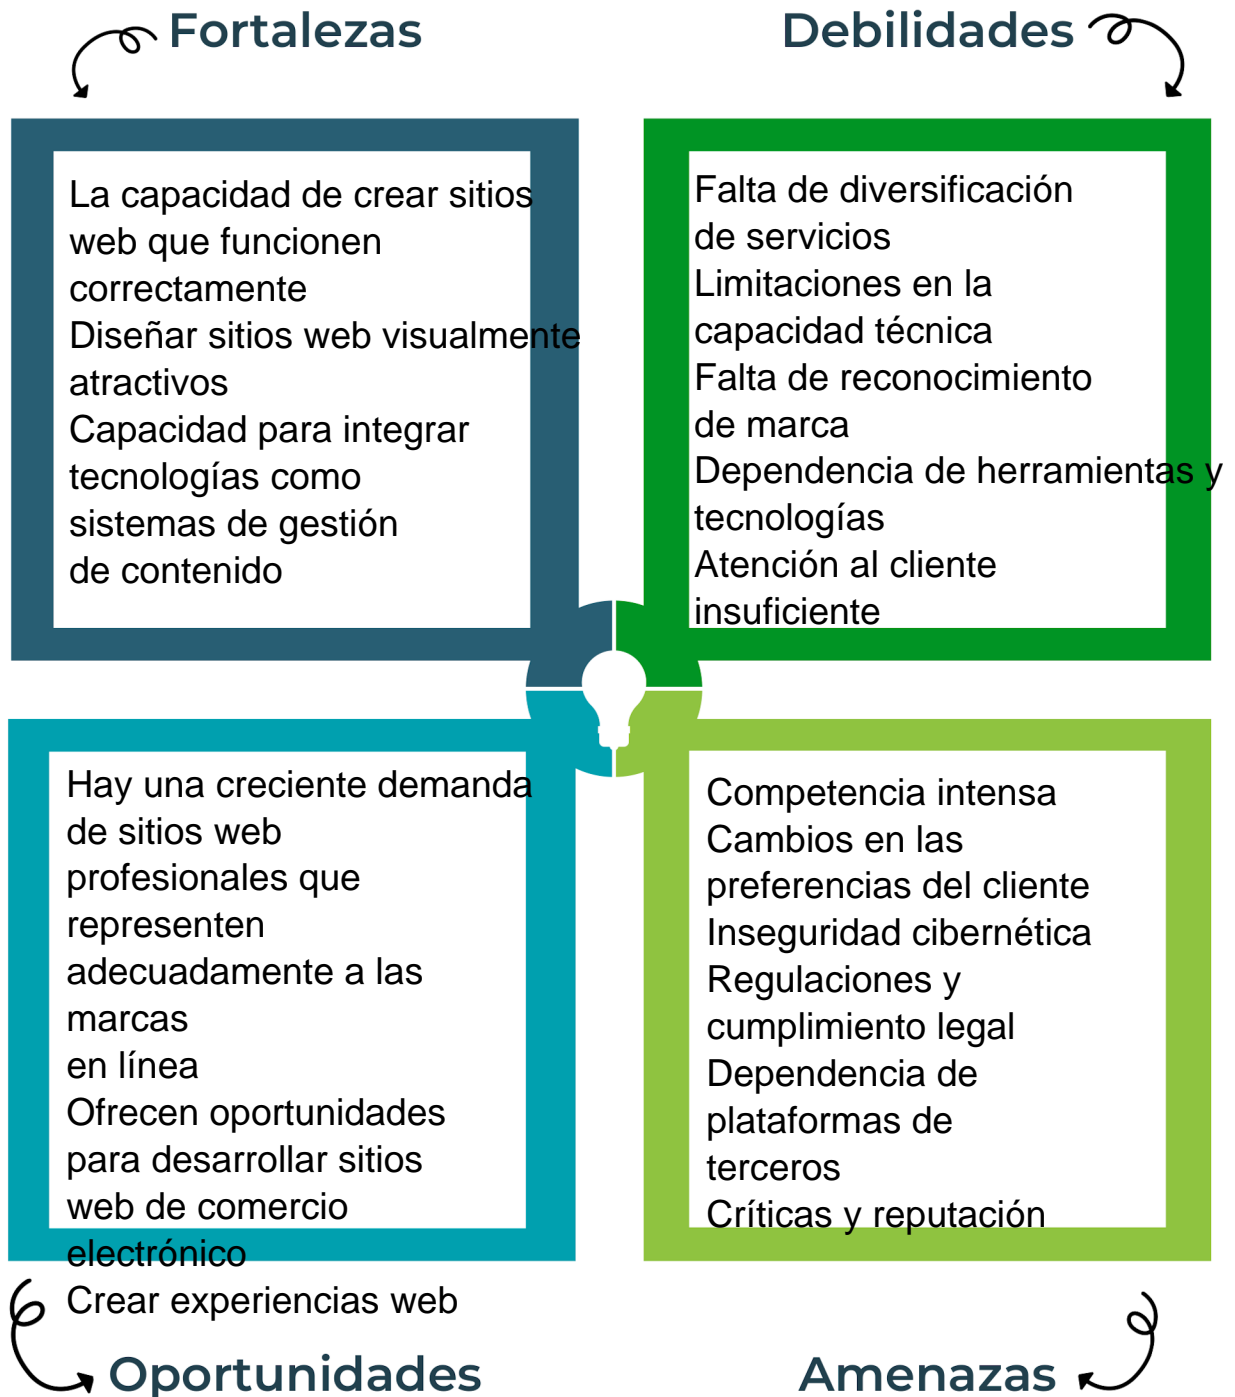 Fortalezas
La capacidad de crear sitios
web que funcionen
correctamente
Diseñar sitios web visualmente
atractivos
Capacidad para integrar
tecnologías como
sistemas de gestión
de contenido
Debilidades
Falta de diversificación
de servicios
Limitaciones en la
capacidad técnica
Falta de reconocimiento
de marca
Dependencia de herramientas y
tecnologías
Atención al cliente
insuficiente
Hay una creciente demanda
de sitios web
profesionales que
representen
adecuadamente a las
marcas
en línea
Ofrecen oportunidades
para desarrollar sitios
web de comercio
electrónico
Crear experiencias web
Oportunidades
Competencia intensa
Cambios en las
preferencias del cliente
Inseguridad cibernética
Regulaciones y
cumplimiento legal
Dependencia de
plataformas de
terceros
Críticas y reputación
Amenazas